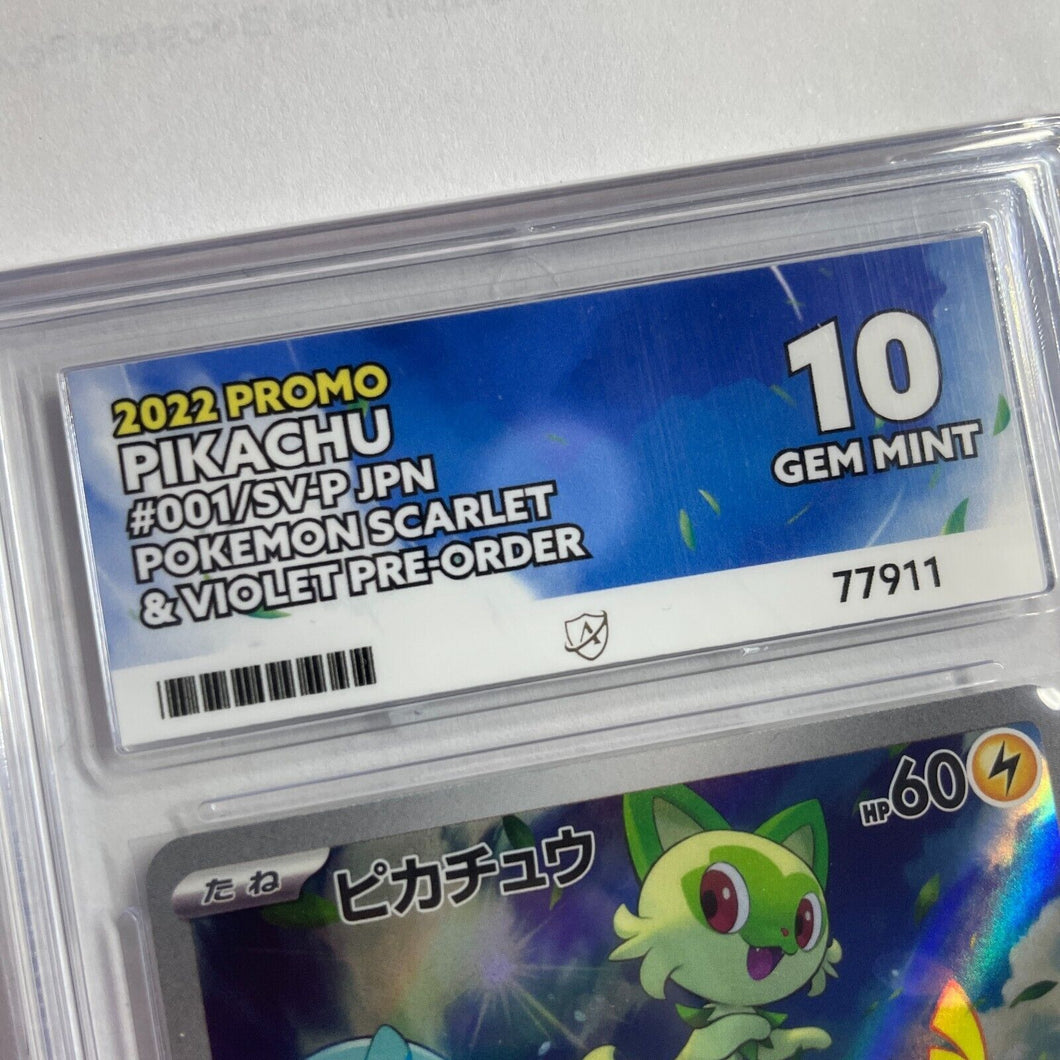 2022 PROMO
PIKACHU
#001/SV-P JPN
POKEMON SCARLET
& VIOLET PRE-ORDER
10
GEM MINT
77911
たね
ピカチュウ
HP60